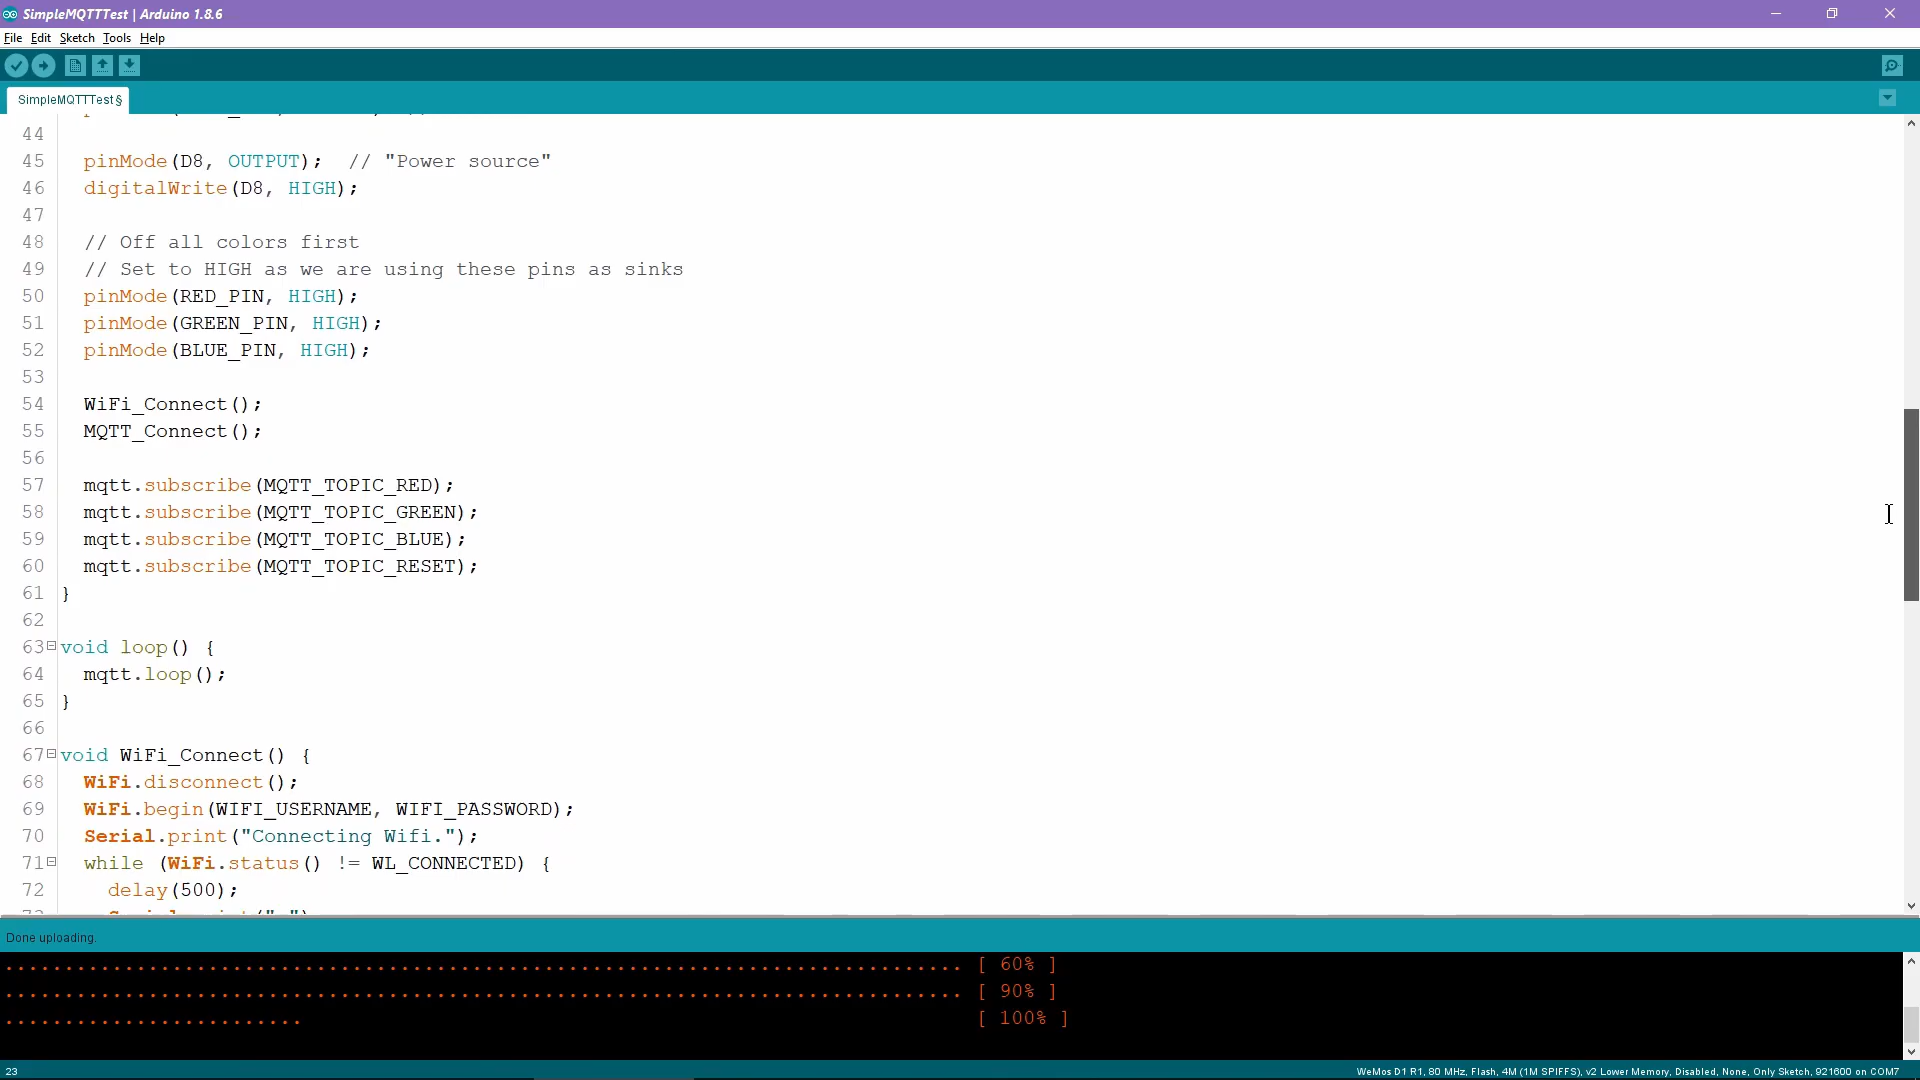 SimpleMQTTTest | Arduino 1.8.6
File Edit Sketch Tools Help
SimpleMQTTTest§
44
45 pinMode(D8, OUTPUT); // "Power source"
46 digitalWrite(D8, HIGH);
47
48 // Off all colors first
49 // Set to HIGH as we are using these pins as sinks
50 pinMode(RED_PIN, HIGH);
51 pinMode(GREEN_PIN, HIGH);
52 pinMode(BLUE_PIN, HIGH);
53
54 WiFi_Connect();
55 MQTT_Connect();
56
57 mqtt.subscribe(MQTT_TOPIC_RED);
58 mqtt.subscribe(MQTT_TOPIC_GREEN);
59 mqtt.subscribe(MQTT_TOPIC_BLUE);
60 mqtt.subscribe(MQTT_TOPIC_RESET);
61 }
62
63 void loop() {
64 mqtt.loop();
65 }
66
67 void WiFi_Connect() {
68 WiFi.disconnect();
69 WiFi.begin(WIFI_USERNAME, WIFI_PASSWORD);
70 Serial.print("Connecting Wifi.");
71 while (WiFi.status() != WL_CONNECTED) {
72 delay(500);
Done uploading.
................................................................................ [ 60% ]
................................................................................ [ 90% ]
......................... [ 100% ]
23 WeMos D1 R1, 80 MHz, Flash, 4M (1M SPIFFS), v2 Lower Memory, Disabled, None, Only Sketch, 921600 on COM7